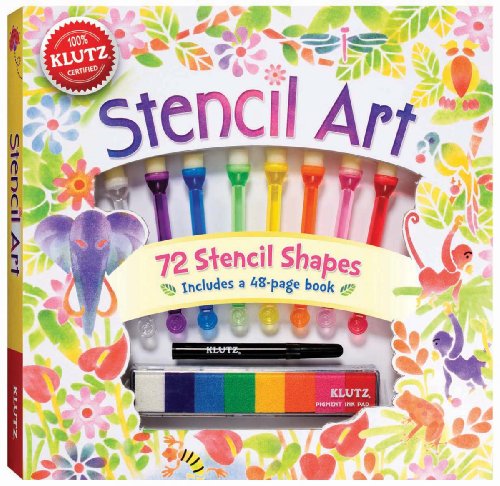 100%
KLUTZ
CERTIFIED
Stencil Art
Stencil Art
72 Stencil Shapes
Includes a 48-page book
KLUTZ
KLUTZ
PIGMENT INK PAD
KLUTZ